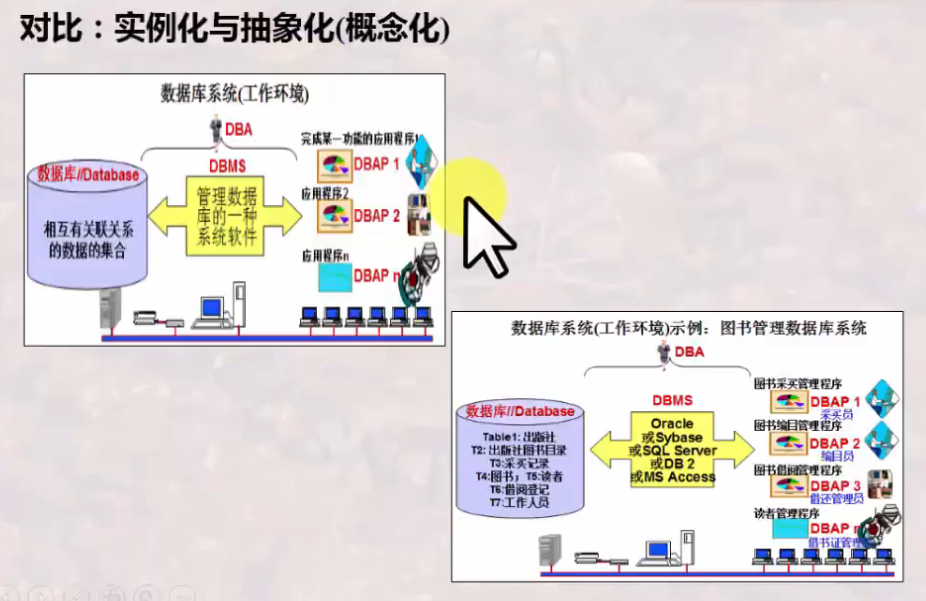 对比：实例化与抽象化(概念化)
数据库系统(工作环境)
DBA
完成某一功能的应用程序1
数据库//Database
DBMS
DBAP 1
管理数据
库的一种
系统软件
应用程序2
DBAP 2
相互有关联关系
的数据的集合
应用程序n
DBAP n
数据库系统(工作环境)示例：图书管理数据库系统
DBA
图书采买管理程序
DBMS
DBAP 1
采买员
数据库//Database
Oracle
或Sybase
或SQL Server
或DB 2
或MS Access
图书编目管理程序
DBAP 2
编目员
Table1: 出版社
T2: 出版社图书目录
T3:采买记录
T4:图书；T5:读者
T6:借阅登记
T7:工作人员
图书借阅管理程序
DBAP 3
借还管理员
读者管理程序
DBAP n
借书证管理